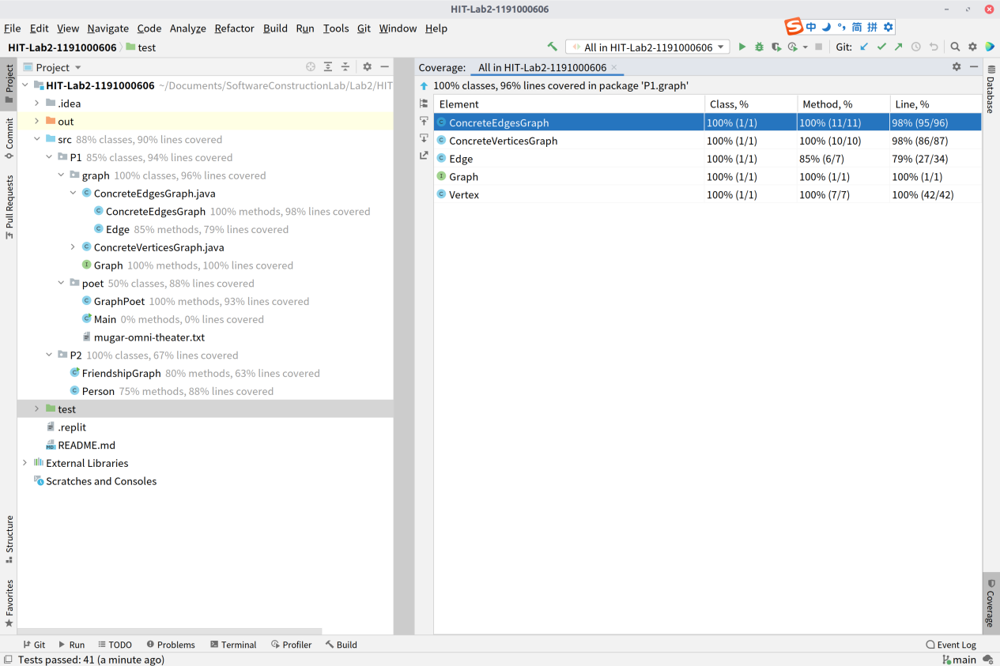 HIT-Lab2-1191000606
File Edit View Navigate Code Analyze Refactor Build Run Tools Git Window Help
S 中 简 拼
HIT-Lab2-1191000606 test
All in HIT-Lab2-1191000606 Git:
Project
Coverage: All in HIT-Lab2-1191000606
HIT-Lab2-1191000606 ~/Documents/SoftwareConstructionLab/Lab2/HIT
.idea
out
src 88% classes, 90% lines covered
P1 85% classes, 94% lines covered
graph 100% classes, 96% lines covered
ConcreteEdgesGraph.java
ConcreteEdgesGraph 100% methods, 98% lines covered
Edge 85% methods, 79% lines covered
ConcreteVerticesGraph.java
Graph 100% methods, 100% lines covered
poet 50% classes, 88% lines covered
GraphPoet 100% methods, 93% lines covered
Main 0% methods, 0% lines covered
mugar-omni-theater.txt
P2 100% classes, 67% lines covered
FriendshipGraph 80% methods, 63% lines covered
Person 75% methods, 88% lines covered
test
.replit
README.md
External Libraries
Scratches and Consoles
100% classes, 96% lines covered in package 'P1.graph'
Element Class, % Method, % Line, %
ConcreteEdgesGraph 100% (1/1) 100% (11/11) 98% (95/96)
ConcreteVerticesGraph 100% (1/1) 100% (10/10) 98% (86/87)
Edge 100% (1/1) 85% (6/7) 79% (27/34)
Graph 100% (1/1) 100% (1/1) 100% (1/1)
Vertex 100% (1/1) 100% (7/7) 100% (42/42)
Project
Commit
Pull Requests
Structure
Favorites
Database
Coverage
Git Run TODO Problems Terminal Profiler Build Event Log
Tests passed: 41 (a minute ago) main